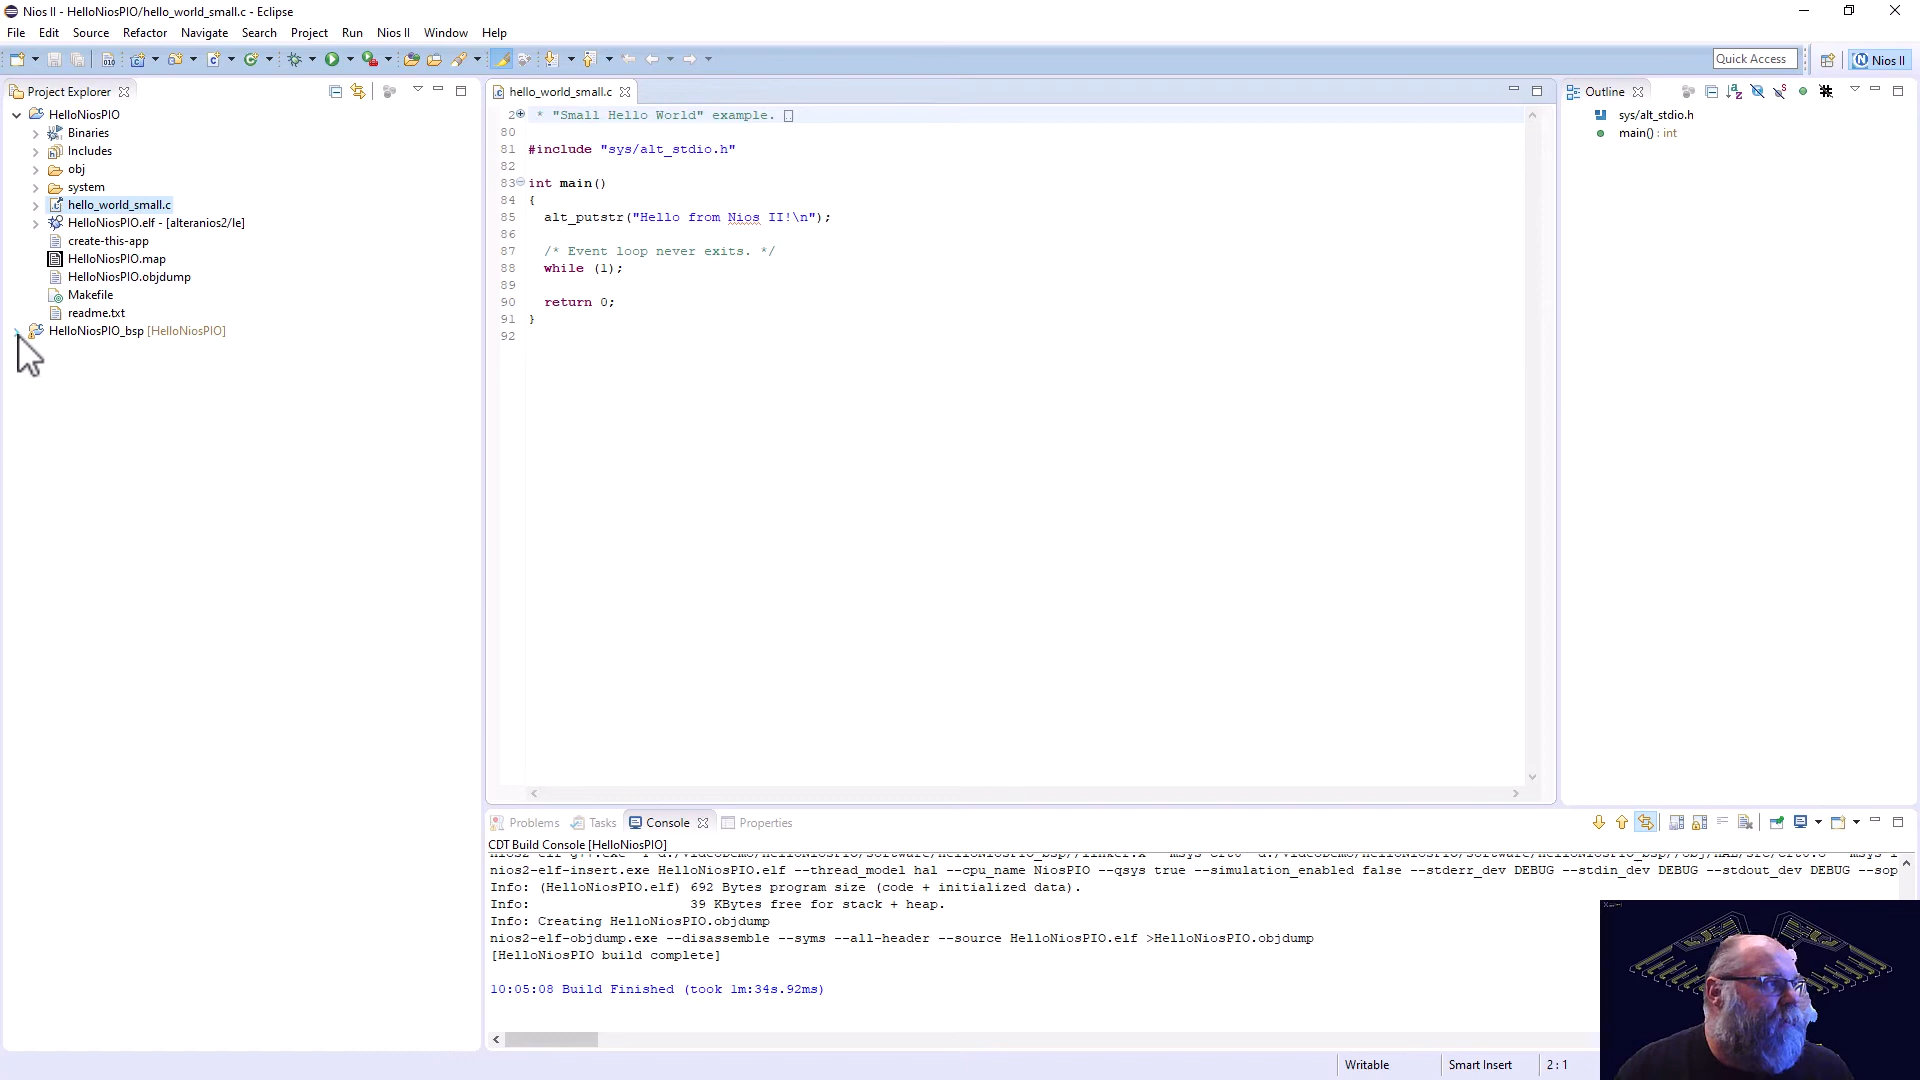 Nios II - HelloNiosPIO/hello_world_small.c - Eclipse
File Edit Source Refactor Navigate Search Project Run Nios II Window Help
Quick Access
Nios II
Project Explorer
HelloNiosPIO
Binaries
Includes
obj
system
hello_world_small.c
HelloNiosPIO.elf - [alteranios2/le]
create-this-app
HelloNiosPIO.map
HelloNiosPIO.objdump
Makefile
readme.txt
HelloNiosPIO_bsp [HelloNiosPIO]
hello_world_small.c
2 * "Small Hello World" example.
80
81 #include "sys/alt_stdio.h"
82
83 int main()
84 {
85 alt_putstr("Hello from Nios II!\n");
86
87 /* Event loop never exits. */
88 while (1);
89
90 return 0;
91 }
92
Outline
sys/alt_stdio.h
main() : int
Problems Tasks Console Properties
CDT Build Console [HelloNiosPIO]
nios2-elf-insert.exe HelloNiosPIO.elf --thread_model hal --cpu_name NiosPIO --qsys true --simulation_enabled false --stderr_dev DEBUG --stdin_dev DEBUG --stdout_dev DEBUG --sop
Info: (HelloNiosPIO.elf) 692 Bytes program size (code + initialized data).
Info: 39 KBytes free for stack + heap.
Info: Creating HelloNiosPIO.objdump
nios2-elf-objdump.exe --disassemble --syms --all-header --source HelloNiosPIO.elf >HelloNiosPIO.objdump
[HelloNiosPIO build complete]
10:05:08 Build Finished (took 1m:34s.92ms)
Writable
Smart Insert
2 : 1